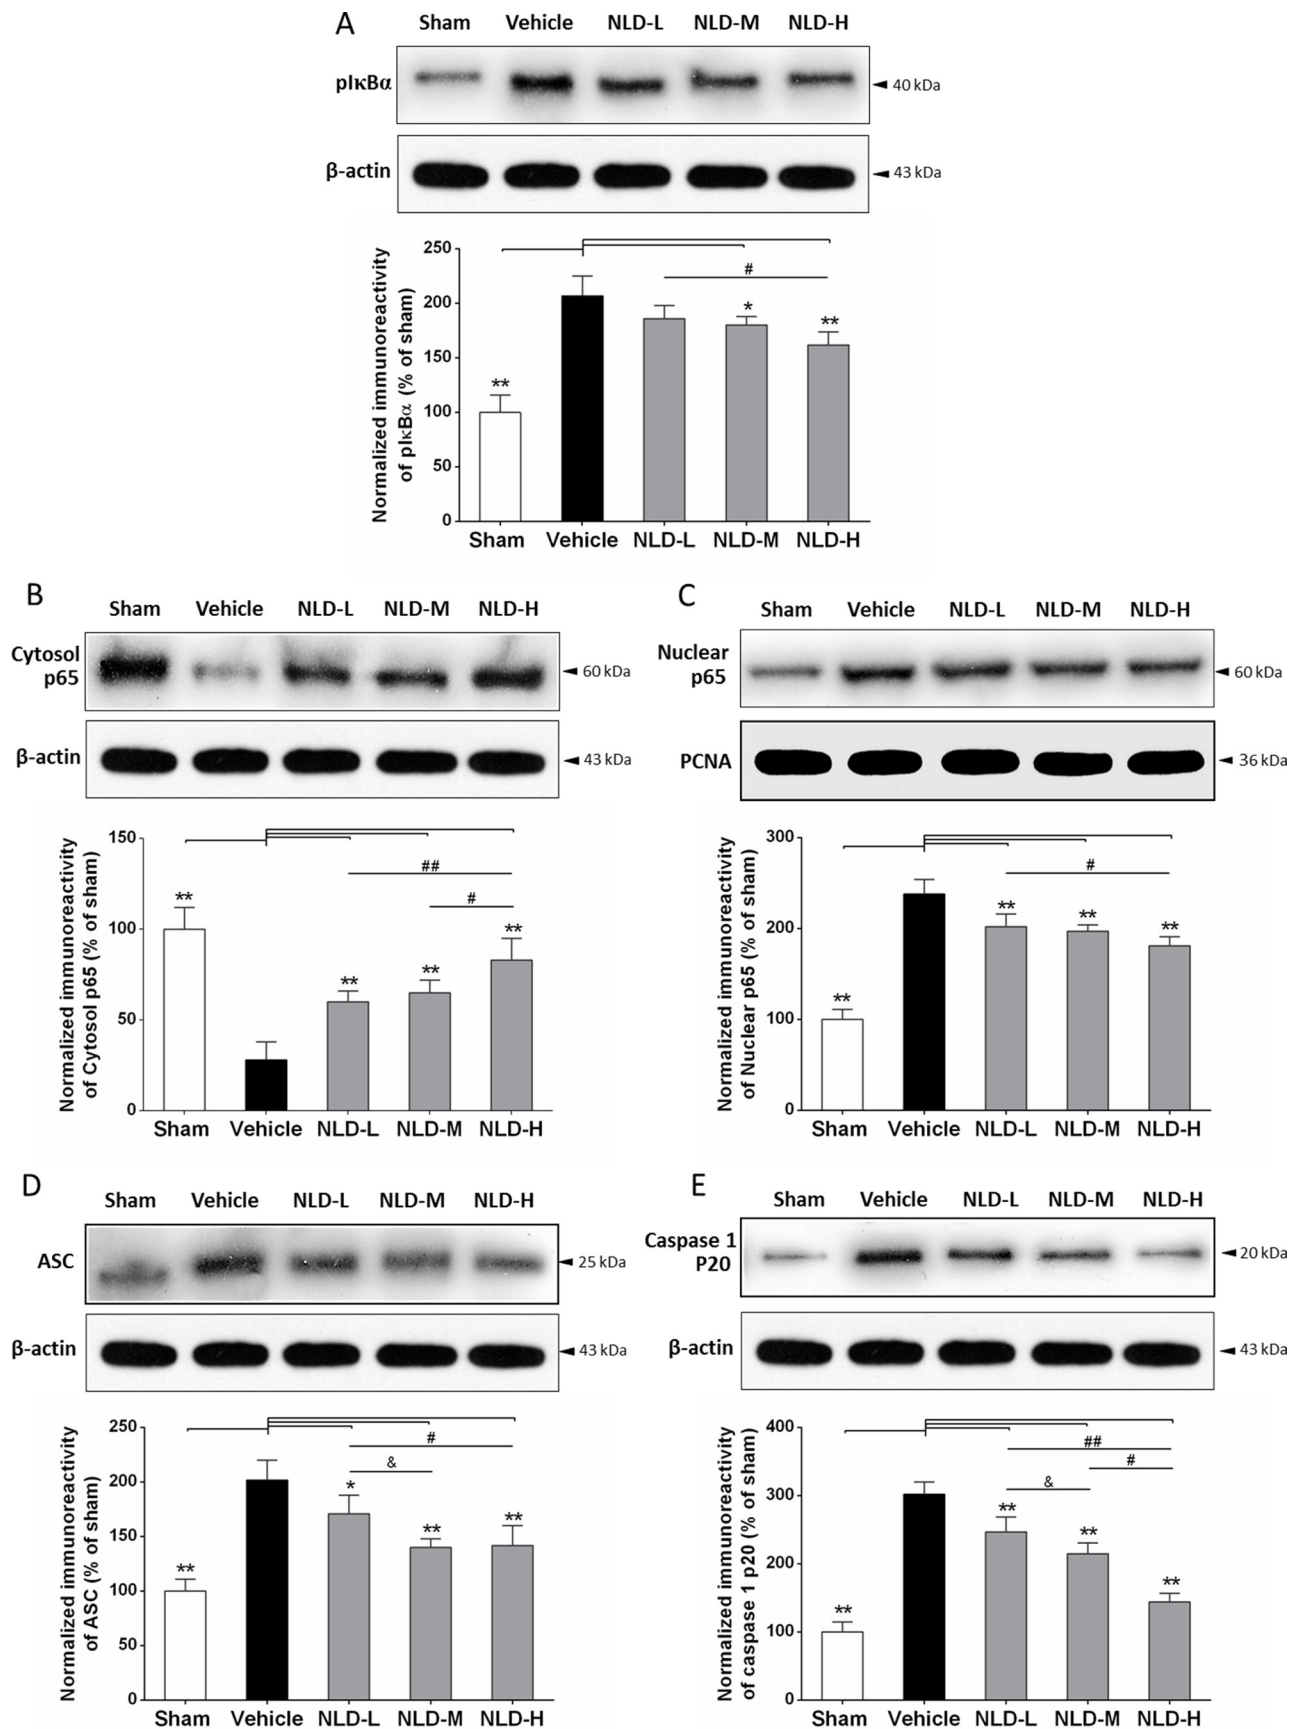 A
Sham Vehicle NLD-L NLD-M NLD-H
pIκBα
40 kDa
β-actin
43 kDa
Normalized immunoreactivity
of pIκBα (% of sham)
250
200
150
100
50
0
#
**
*
**
Sham Vehicle NLD-L NLD-M NLD-H
B
Sham Vehicle NLD-L NLD-M NLD-H
Cytosol
p65
60 kDa
β-actin
43 kDa
Normalized immunoreactivity
of Cytosol p65 (% of sham)
150
100
50
0
##
#
**
**
**
**
Sham Vehicle NLD-L NLD-M NLD-H
C
Sham Vehicle NLD-L NLD-M NLD-H
Nuclear
p65
60 kDa
PCNA
36 kDa
Normalized immunoreactivity
of Nuclear p65 (% of sham)
300
200
100
0
#
**
**
**
**
Sham Vehicle NLD-L NLD-M NLD-H
D
Sham Vehicle NLD-L NLD-M NLD-H
ASC
25 kDa
β-actin
43 kDa
Normalized immunoreactivity
of ASC (% of sham)
250
200
150
100
50
0
#
&
**
*
**
**
Sham Vehicle NLD-L NLD-M NLD-H
E
Sham Vehicle NLD-L NLD-M NLD-H
Caspase 1
P20
20 kDa
β-actin
43 kDa
Normalized immunoreactivity
of caspase 1 p20 (% of sham)
400
300
200
100
0
##
#
&
**
**
**
**
Sham Vehicle NLD-L NLD-M NLD-H